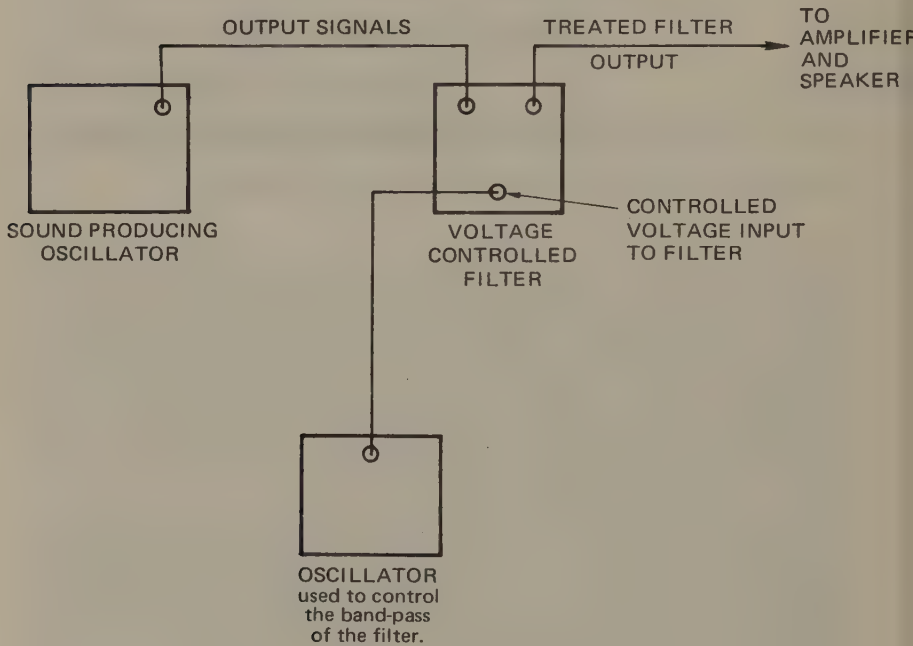 OUTPUT SIGNALS
TREATED FILTER
OUTPUT
TO
AMPLIFIER
AND
SPEAKER
SOUND PRODUCING
OSCILLATOR
VOLTAGE
CONTROLLED
FILTER
CONTROLLED
VOLTAGE INPUT
TO FILTER
OSCILLATOR
used to control
the band-pass
of the filter.